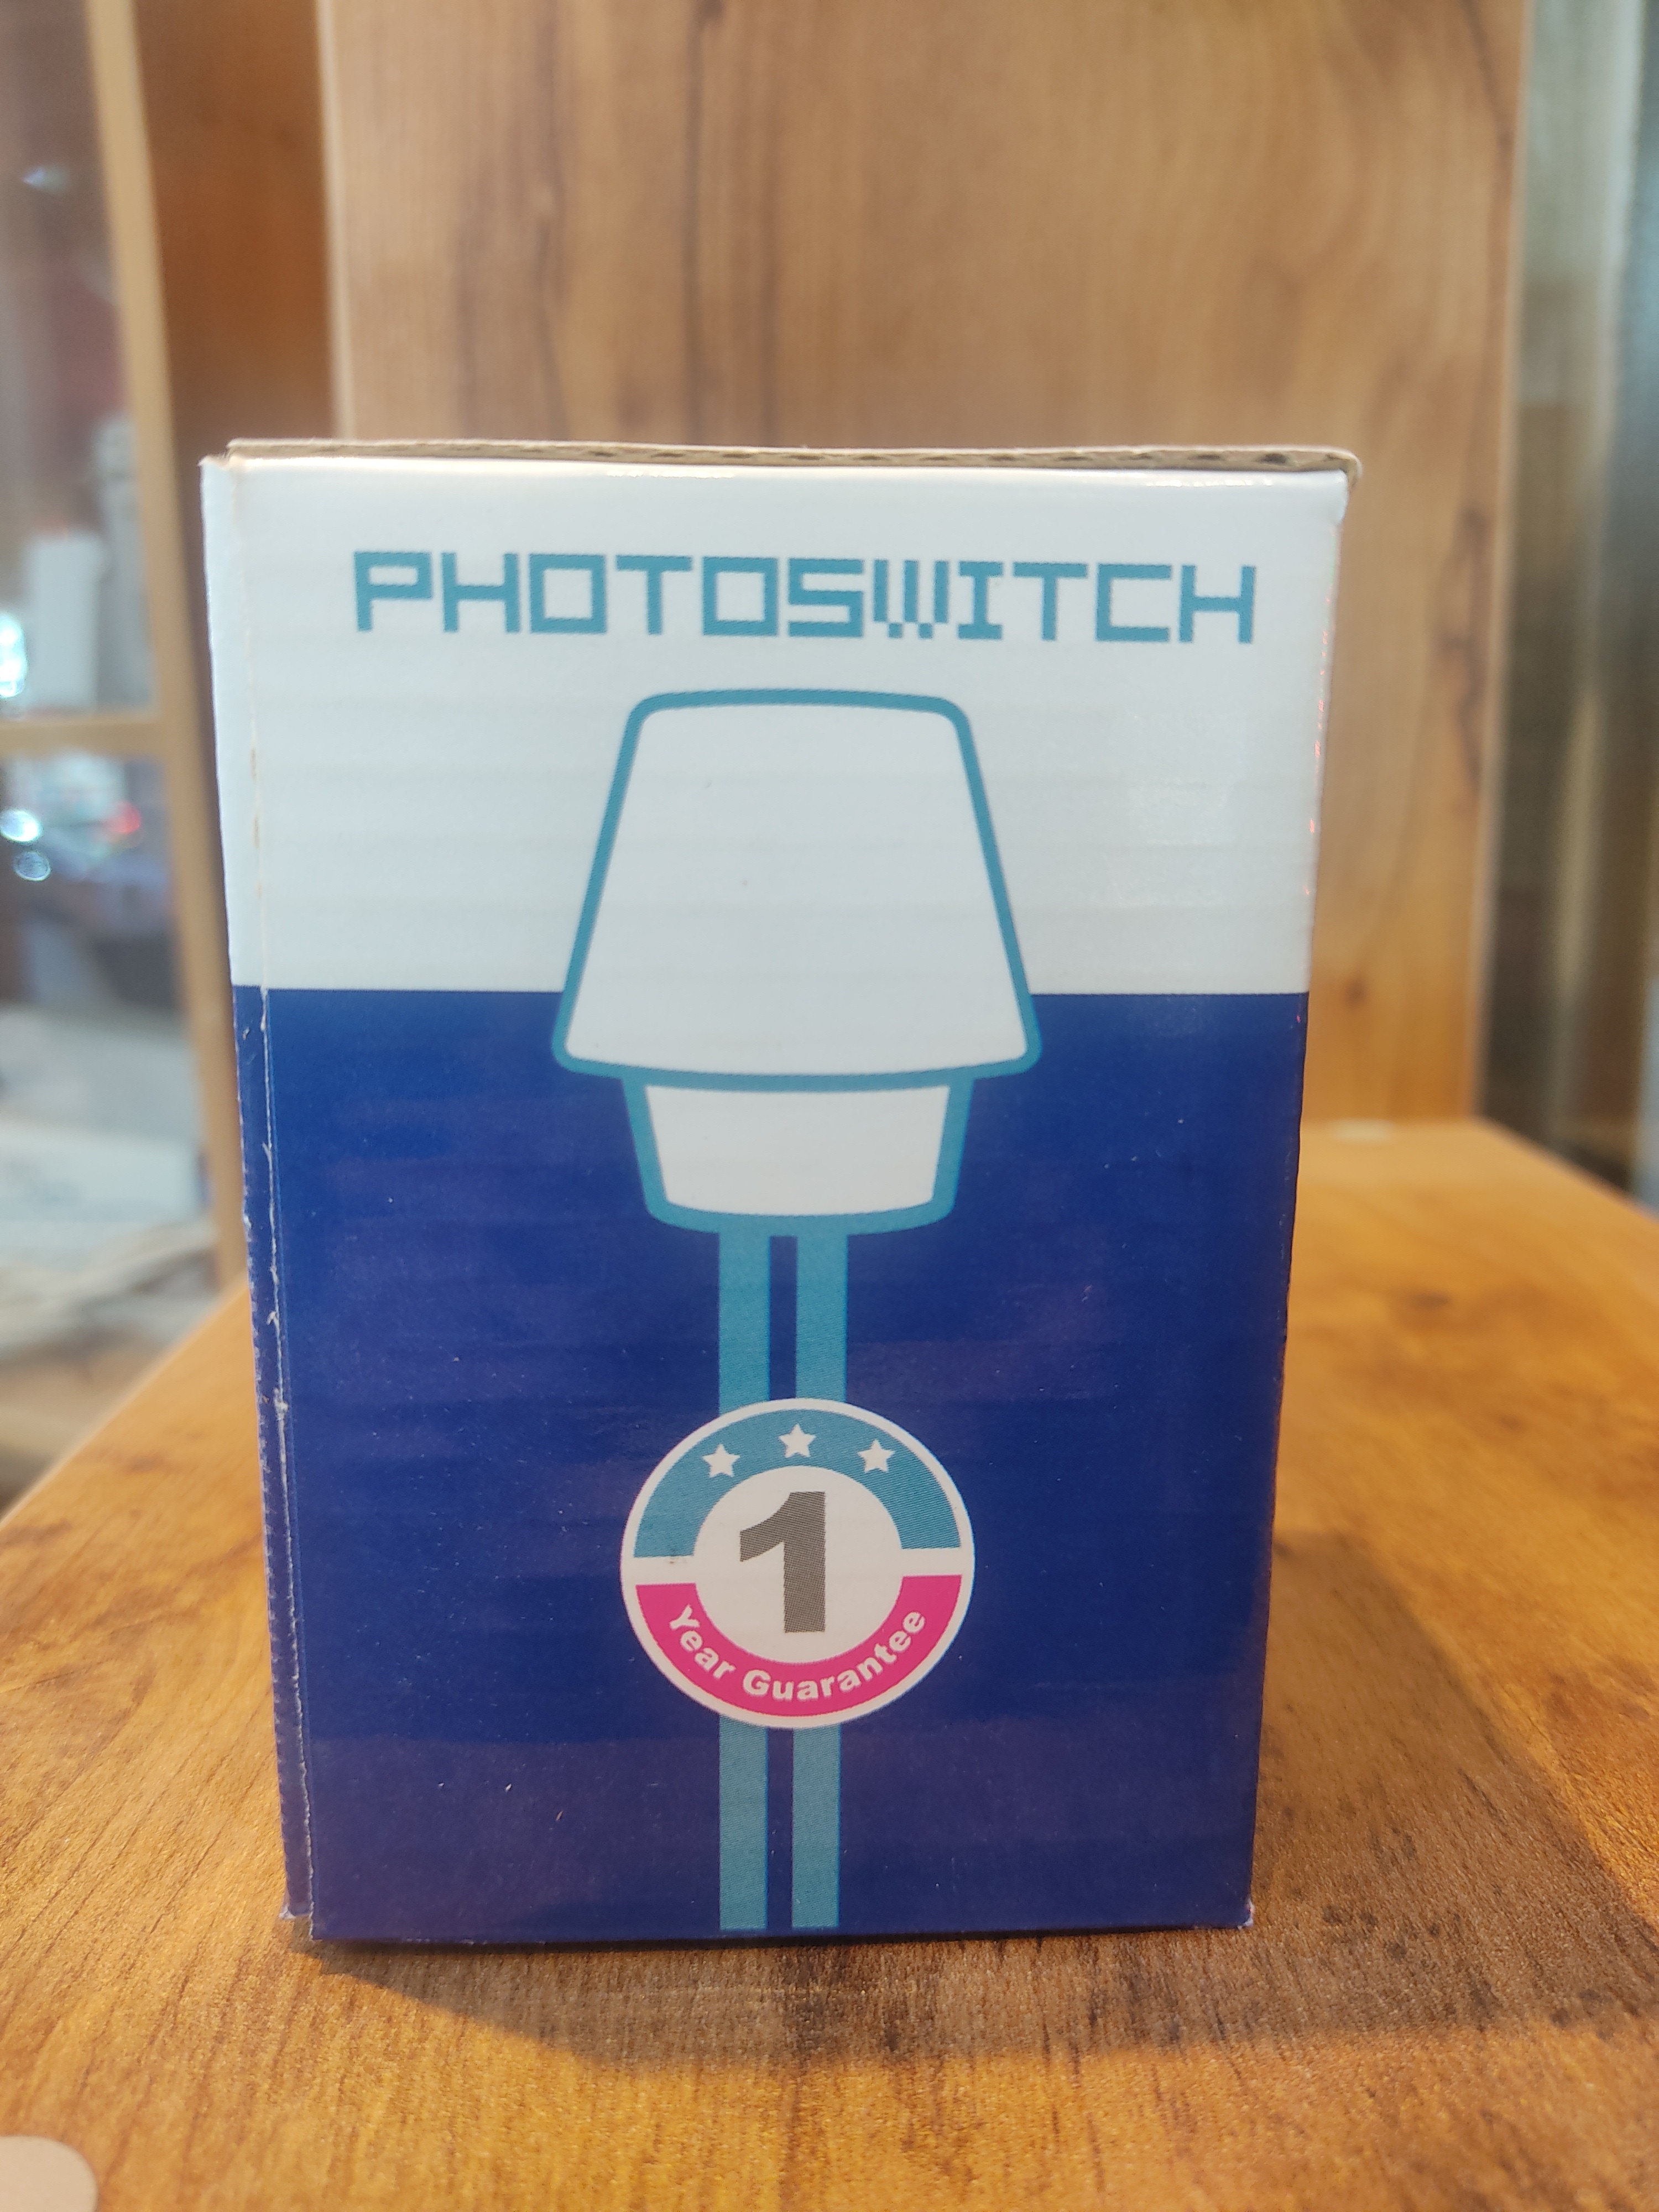 PHOTOSWITCH
1
Year Guarantee